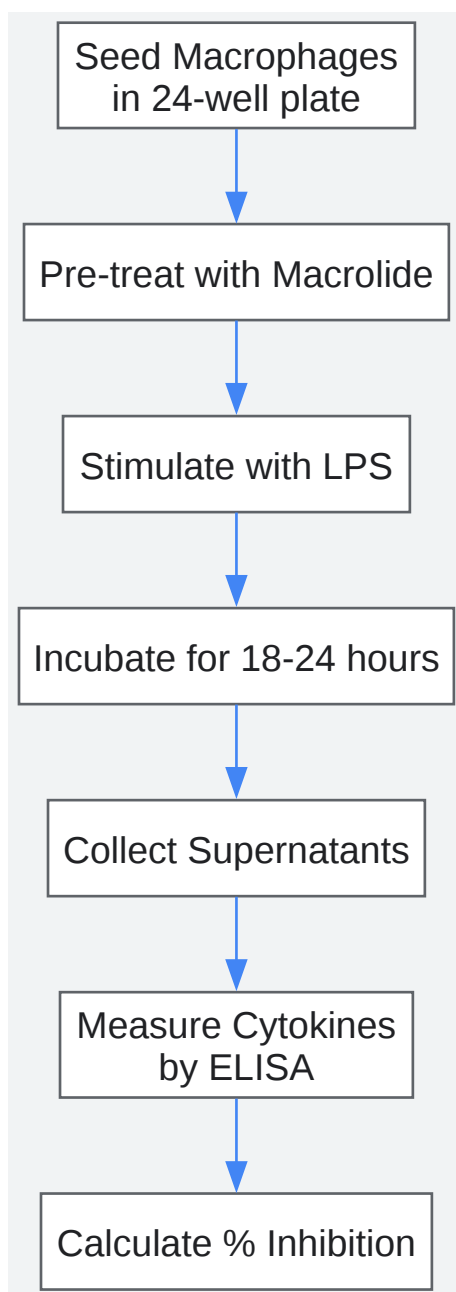 Seed Macrophages
in 24-well plate
Pre-treat with Macrolide
Stimulate with LPS
Incubate for 18-24 hours
Collect Supernatants
Measure Cytokines
by ELISA
Calculate % Inhibition